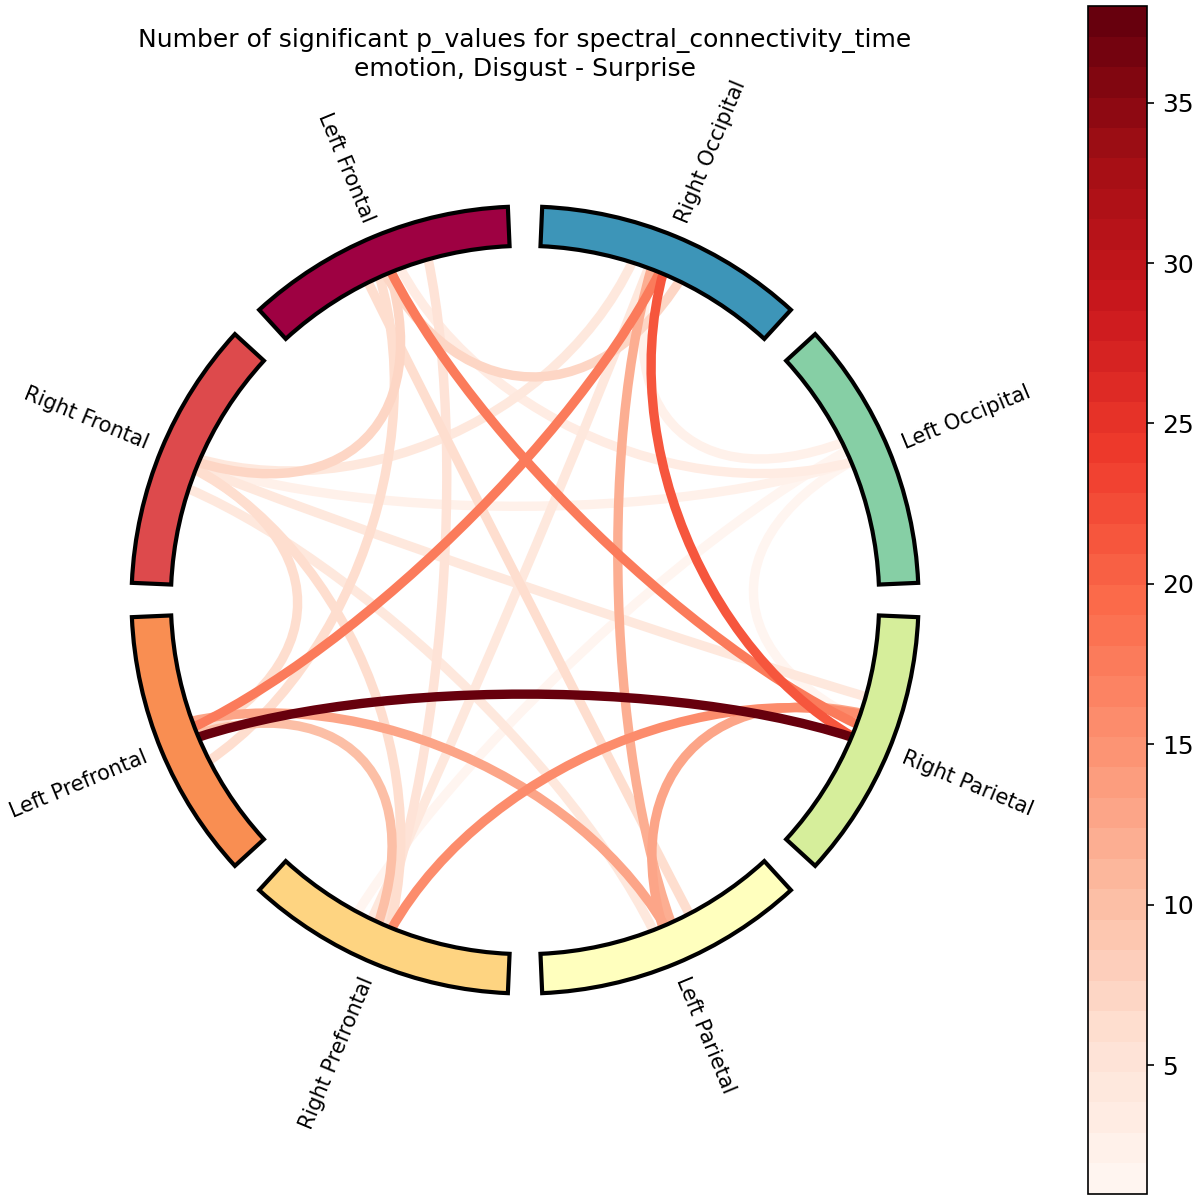 Number of significant p_values for spectral_connectivity_time
emotion, Disgust - Surprise
Left Frontal
Right Occipital
Right Frontal
Left Occipital
Left Prefrontal
Right Parietal
Right Prefrontal
Left Parietal
35
30
25
20
15
10
5